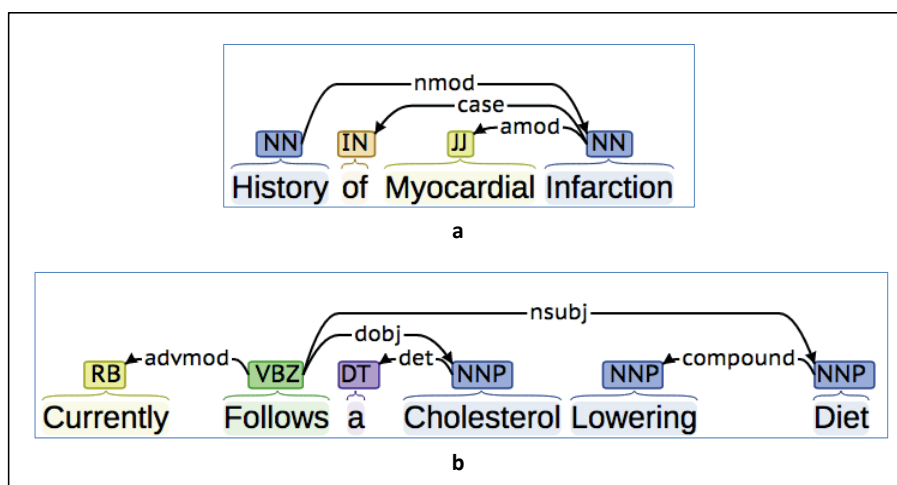 nmod
case
amod
NN IN JJ NN
History of Myocardial Infarction
a
nsubj
dobj
advmod det compound
RB VBZ DT NNP NNP NNP
Currently Follows a Cholesterol Lowering Diet
b